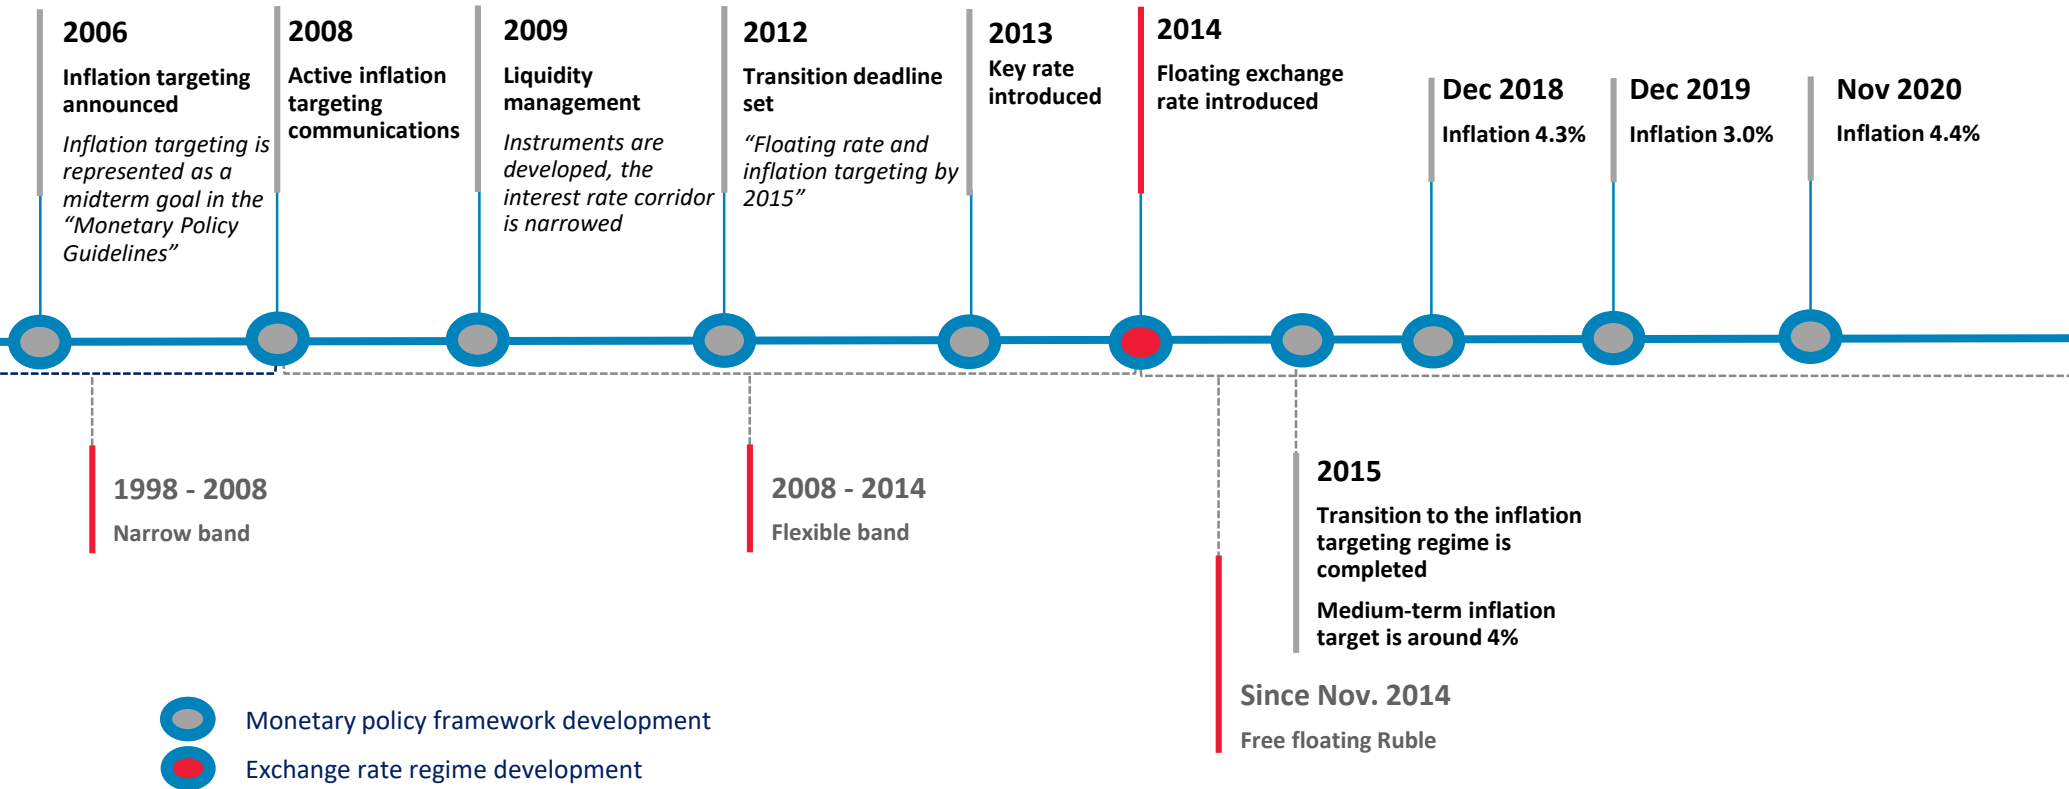 2006
Inflation targeting
announced
Inflation targeting is
represented as a
midterm goal in the
“Monetary Policy
Guidelines”
2008
Active inflation
targeting
communications
2009
Liquidity
management
Instruments are
developed, the
interest rate corridor
is narrowed
2012
Transition deadline
set
“Floating rate and
inflation targeting by
2015”
2013
Key rate
introduced
2014
Floating exchange
rate introduced
Dec 2018
Inflation 4.3%
Dec 2019
Inflation 3.0%
Nov 2020
Inflation 4.4%
1998 - 2008
Narrow band
2008 - 2014
Flexible band
2015
Transition to the inflation
targeting regime is
completed
Medium-term inflation
target is around 4%
Since Nov. 2014
Free floating Ruble
Monetary policy framework development
Exchange rate regime development